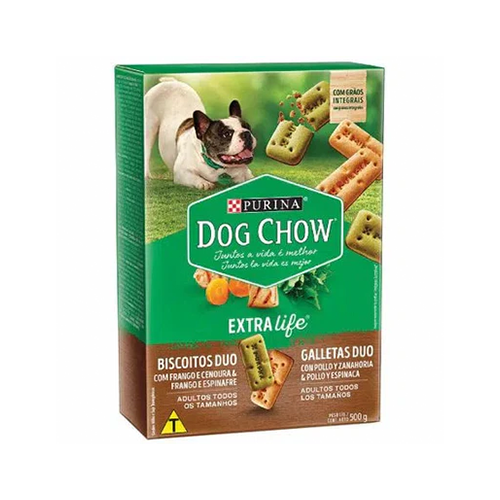 COM GRÃOS
INTEGRAIS
PURINA
DOG CHOW®
Juntos a vida é melhor
Juntos la vida es mejor
EXTRA life®
BISCOITOS DUO
COM FRANGO E CENOURA &
FRANGO E ESPINAFRE
ADULTOS TODOS
OS TAMANHOS
GALLETAS DUO
CON POLLO Y ZANAHORIA
& POLLO Y ESPINACA
ADULTOS TODOS
LOS TAMAÑOS
T
CONT. NETO 500 g